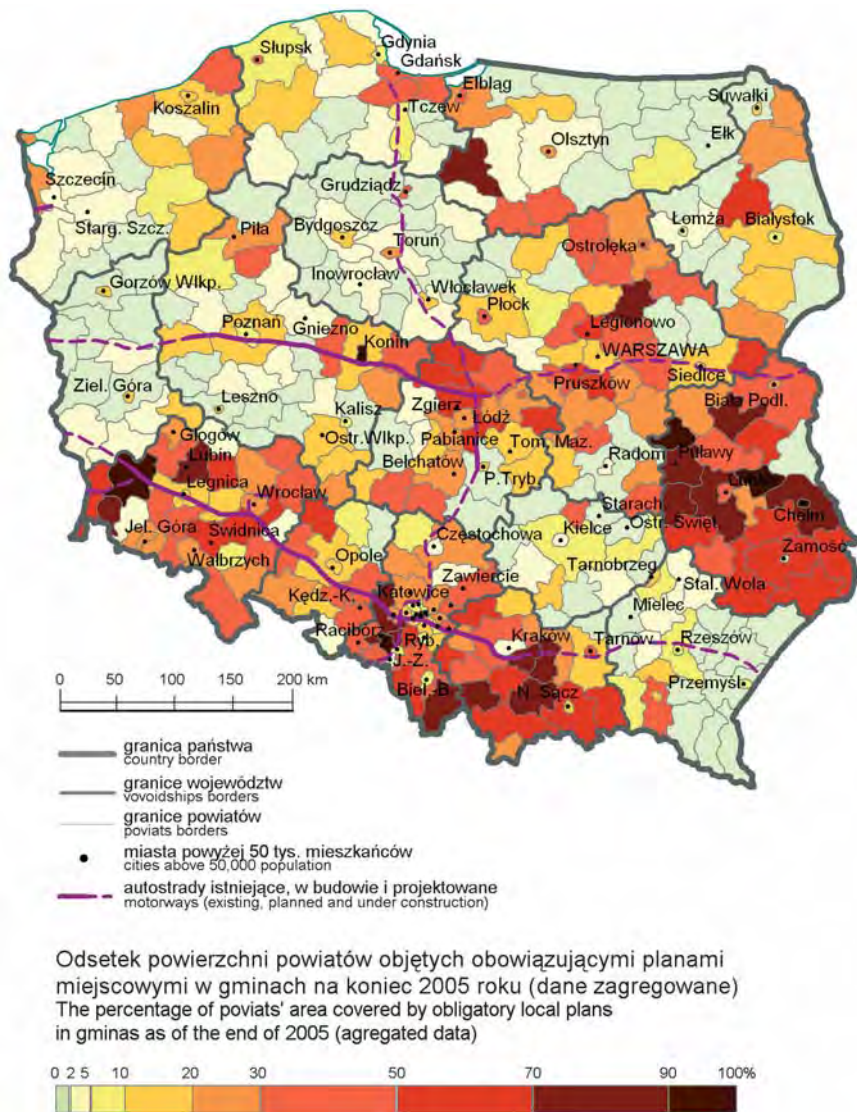 Słupsk
Gdynia
Gdańsk
Koszalin
Elbląg
Tczew
Suwałki
Olsztyn
Ełk
Szczecin
Grudziądz
Starg. Szcz.
Piła
Bydgoszcz
Toruń
Łomża
Białystok
Ostrołęka
Inowrocław
Gorzów Wlkp.
Włocławek
Płock
Legionowo
Poznań
Gniezno
Konin
WARSZAWA
Pruszków
Siedlce
Ziel. Góra
Leszno
Zgierz
Biała Podl.
Kalisz
Łódź
Głogów
Ostr.Wlkp.
Pabianice
Tom. Maz.
Lubin
Bełchatów
Radom
Puławy
Legnica
P.Tryb.
Wrocław
Starach.
Chełm
Jel. Góra
Świdnica
Kielce
Ostr. Święt.
Wałbrzych
Opole
Częstochowa
Zamość
Tarnobrzeg
Zawiercie
Stal. Wola
Kędz.-K.
Katowice
Mielec
Racibórz
Ryb.
Kraków
Tarnów
Rzeszów
J.-Z.
Biel.-B.
N. Sącz
Przemyśl
0 50 100 150 200 km
granica państwa
country border
granice województw
vovoidships borders
granice powiatów
poviats borders
miasta powyżej 50 tys. mieszkańców
cities above 50,000 population
autostrady istniejące, w budowie i projektowane
motorways (existing, planned and under construction)
Odsetek powierzchni powiatów objętych obowiązującymi planami
miejscowymi w gminach na koniec 2005 roku (dane zagregowane)
The percentage of poviats' area covered by obligatory local plans
in gminas as of the end of 2005 (agregated data)
0 2 5 10 20 30 50 70 90 100%